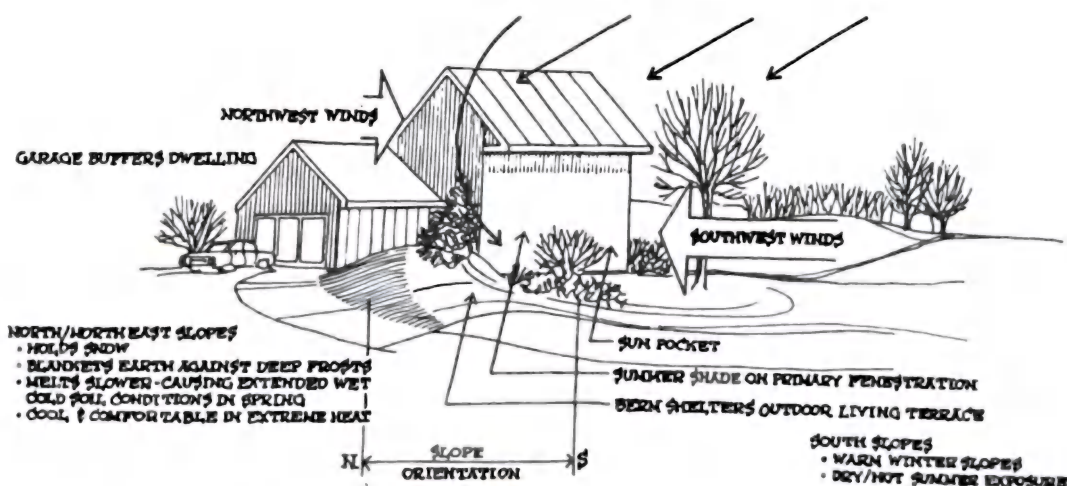 NORTHWEST WINDS
GARAGE BUFFERS DWELLING
SOUTHWEST WINDS
NORTH/NORTH EAST SLOPES
• HOLDS SNOW
• BLANKETS EARTH AGAINST DEEP FROSTS
• MELTS SLOWER-CAUSING EXTENDED WET
COLD SOIL CONDITIONS IN SPRING
• COOL & COMFORTABLE IN EXTREME HEAT
SUN POCKET
SUMMER SHADE ON PRIMARY FENESTRATION
BERM SHELTERS OUTDOOR LIVING TERRACE
N SLOPE S
ORIENTATION
SOUTH SLOPES
• WARM WINTER SLOPES
• DRY/HOT SUMMER EXPOSURE